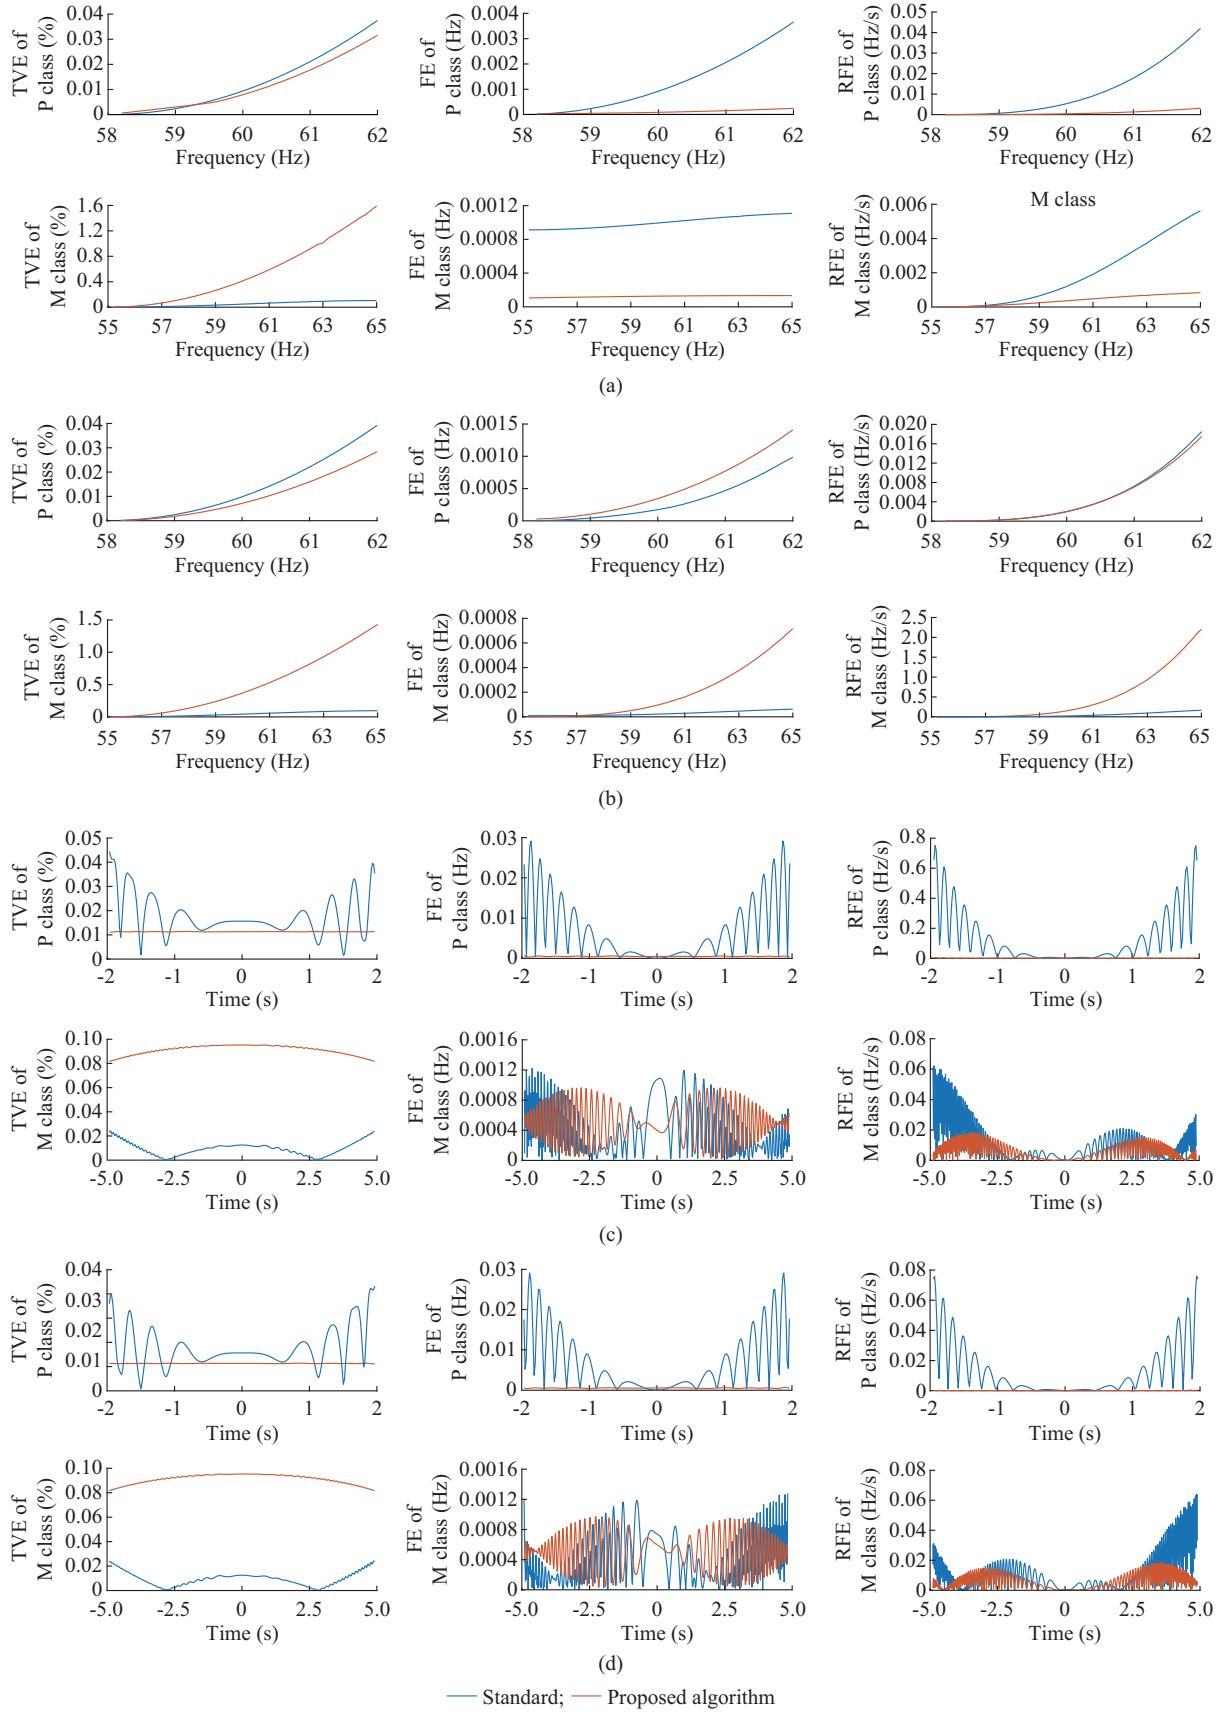 TVE of
P class (%)
0.04
0.03
0.02
0.01
0
58 59 60 61 62
Frequency (Hz)
FE of
P class (Hz)
0.004
0.003
0.002
0.001
0
58 59 60 61 62
Frequency (Hz)
RFE of
P class (Hz/s)
0.05
0.04
0.03
0.02
0.01
0
58 59 60 61 62
Frequency (Hz)
TVE of
M class (%)
1.6
1.2
0.8
0.4
0
55 57 59 61 63 65
Frequency (Hz)
FE of
M class (Hz)
0.0012
0.0008
0.0004
0
55 57 59 61 63 65
Frequency (Hz)
M class
RFE of
M class (Hz/s)
0.006
0.004
0.002
0
55 57 59 61 63 65
Frequency (Hz)
(a)
TVE of
P class (%)
0.04
0.03
0.02
0.01
0
58 59 60 61 62
Frequency (Hz)
FE of
P class (Hz)
0.0015
0.0010
0.0005
0
58 59 60 61 62
Frequency (Hz)
RFE of
P class (Hz/s)
0.020
0.016
0.012
0.008
0.004
0
58 59 60 61 62
Frequency (Hz)
TVE of
M class (%)
1.5
1.0
0.5
0
55 57 59 61 63 65
Frequency (Hz)
FE of
M class (Hz)
0.0008
0.0006
0.0004
0.0002
0
55 57 59 61 63 65
Frequency (Hz)
RFE of
M class (Hz/s)
2.5
2.0
1.5
1.0
0.5
0
55 57 59 61 63 65
Frequency (Hz)
(b)
TVE of
P class (%)
0.05
0.04
0.03
0.02
0.01
0
-2 -1 0 1 2
Time (s)
FE of
P class (Hz)
0.03
0.02
0.01
0
-2 -1 0 1 2
Time (s)
RFE of
P class (Hz/s)
0.8
0.6
0.4
0.2
0
-2 -1 0 1 2
Time (s)
TVE of
M class (%)
0.10
0.08
0.06
0.04
0.02
0
-5.0 -2.5 0 2.5 5.0
Time (s)
FE of
M class (Hz)
0.0016
0.0012
0.0008
0.0004
0
-5.0 -2.5 0 2.5 5.0
Time (s)
RFE of
M class (Hz/s)
0.08
0.06
0.04
0.02
0
-5.0 -2.5 0 2.5 5.0
Time (s)
(c)
TVE of
P class (%)
0.04
0.03
0.02
0.01
0
-2 -1 0 1 2
Time (s)
FE of
P class (Hz)
0.03
0.02
0.01
0
-2 -1 0 1 2
Time (s)
RFE of
P class (Hz/s)
0.08
0.06
0.04
0.02
0
-2 -1 0 1 2
Time (s)
TVE of
M class (%)
0.10
0.08
0.06
0.04
0.02
0
-5.0 -2.5 0 2.5 5.0
Time (s)
FE of
M class (Hz)
0.0016
0.0012
0.0008
0.0004
0
-5.0 -2.5 0 2.5 5.0
Time (s)
RFE of
M class (Hz/s)
0.08
0.06
0.04
0.02
0
-5.0 -2.5 0 2.5 5.0
Time (s)
(d)
Standard; Proposed algorithm